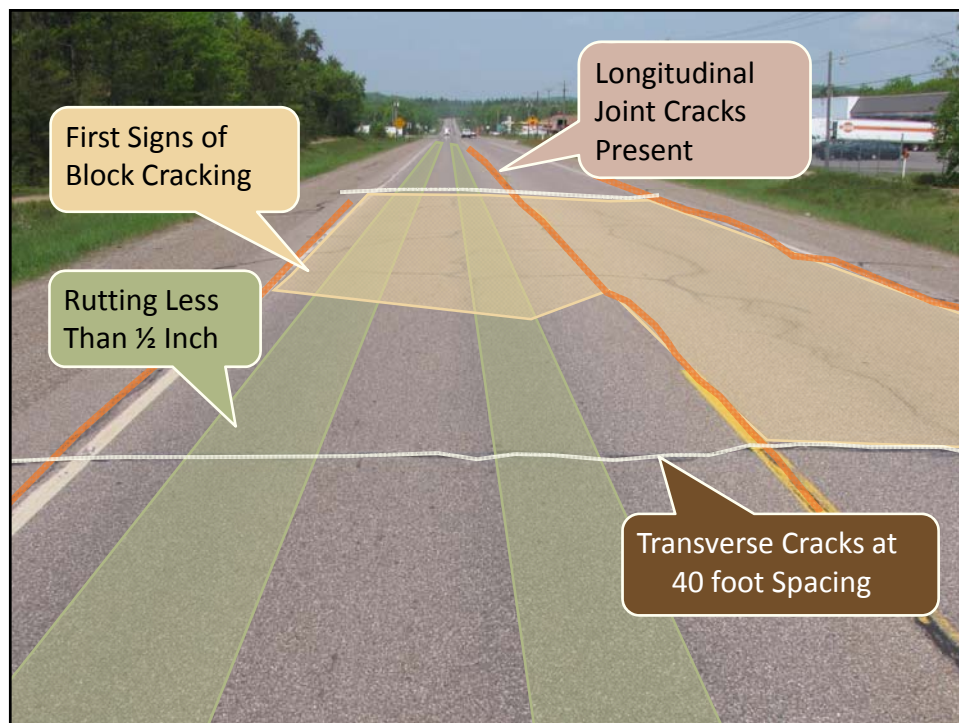 First Signs of
Block Cracking
Longitudinal
Joint Cracks
Present
Rutting Less
Than ½ Inch
Transverse Cracks at
40 foot Spacing